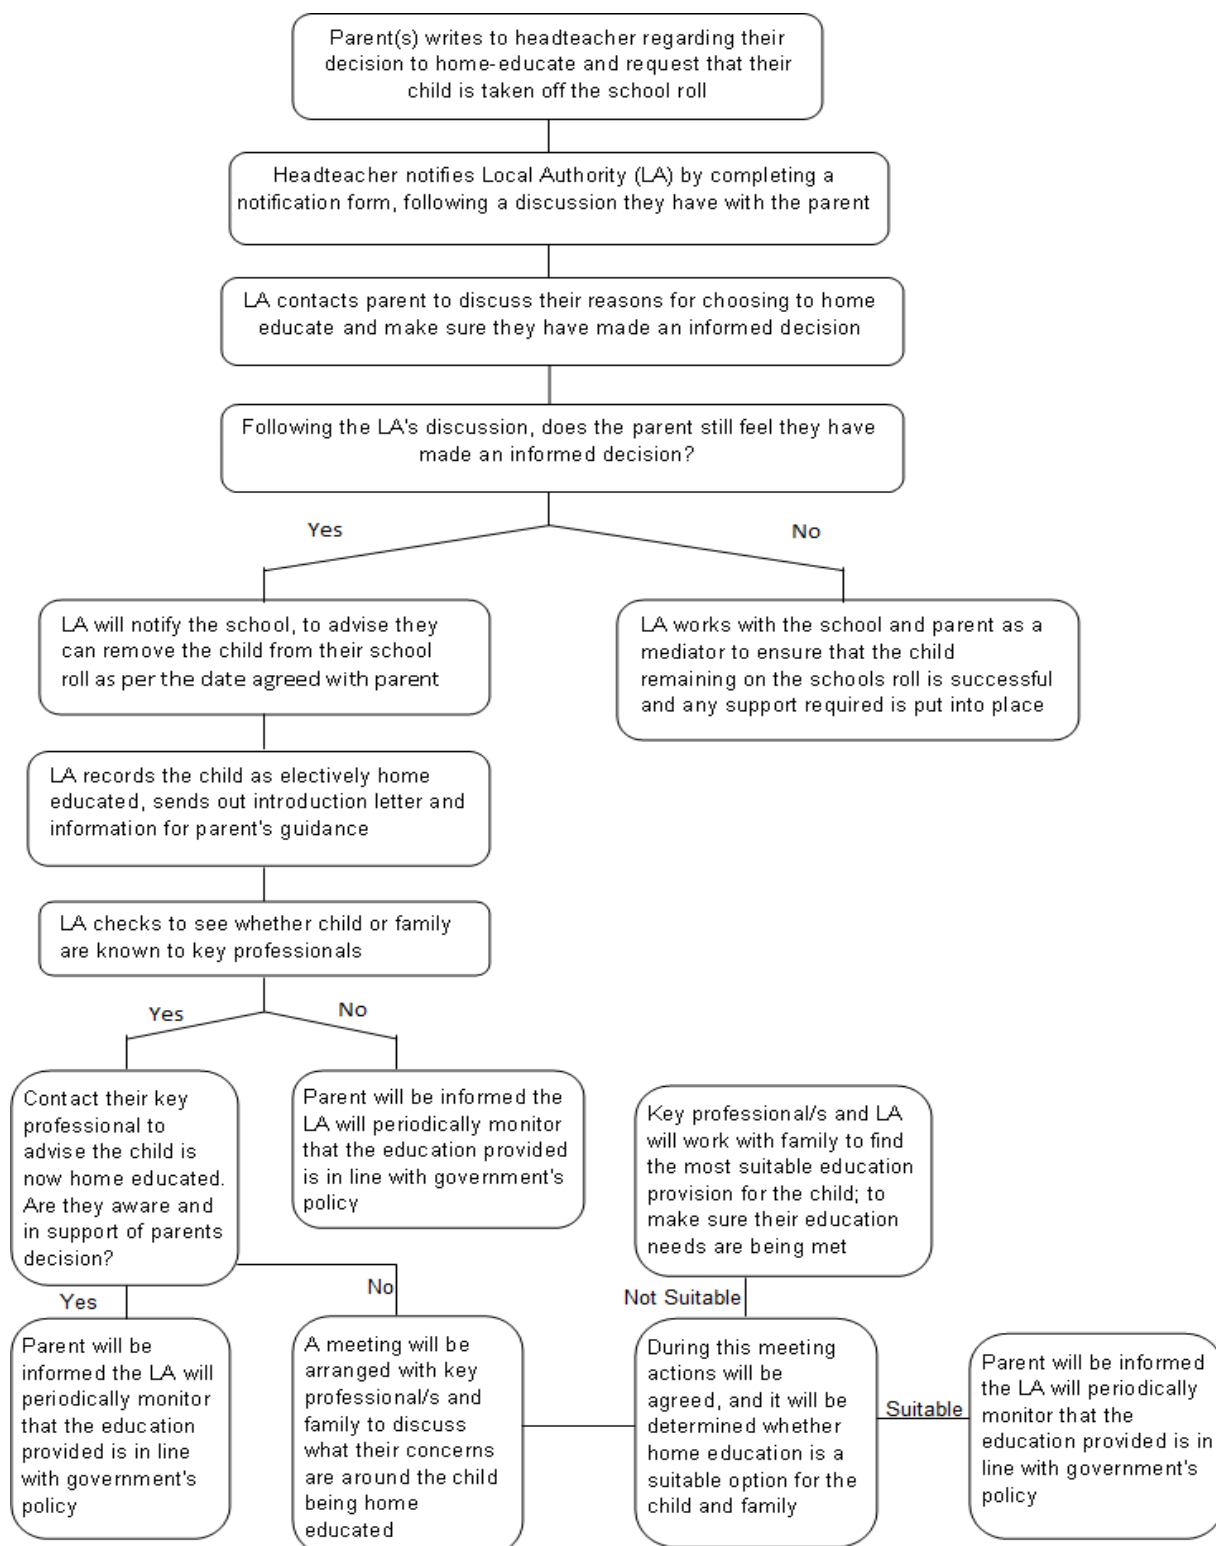 Parent(s) writes to headteacher regarding their
decision to home-educate and request that their
child is taken off the school roll
Headteacher notifies Local Authority (LA) by completing a
notification form, following a discussion they have with the parent
LA contacts parent to discuss their reasons for choosing to home
educate and make sure they have made an informed decision
Following the LA's discussion, does the parent still feel they have
made an informed decision?
Yes
No
LA will notify the school, to advise they
can remove the child from their school
roll as per the date agreed with parent
LA works with the school and parent as a
mediator to ensure that the child
remaining on the schools roll is successful
and any support required is put into place
LA records the child as electively home
educated, sends out introduction letter and
information for parent's guidance
LA checks to see whether child or family
are known to key professionals
Yes
No
Contact their key
professional to
advise the child is
now home educated.
Are they aware and
in support of parents
decision?
Parent will be informed the
LA will periodically monitor
that the education provided
is in line with government's
policy
Key professional/s and LA
will work with family to find
the most suitable education
provision for the child; to
make sure their education
needs are being met
Yes
No
Not Suitable
Parent will be
informed the LA will
periodically monitor
that the education
provided is in line
with government's
policy
A meeting will be
arranged with key
professional/s and
family to discuss
what their concerns
are around the child
being home
educated
During this meeting
actions will be
agreed, and it will be
determined whether
home education is a
suitable option for the
child and family
Suitable
Parent will be informed
the LA will periodically
monitor that the
education provided is in
line with government's
policy